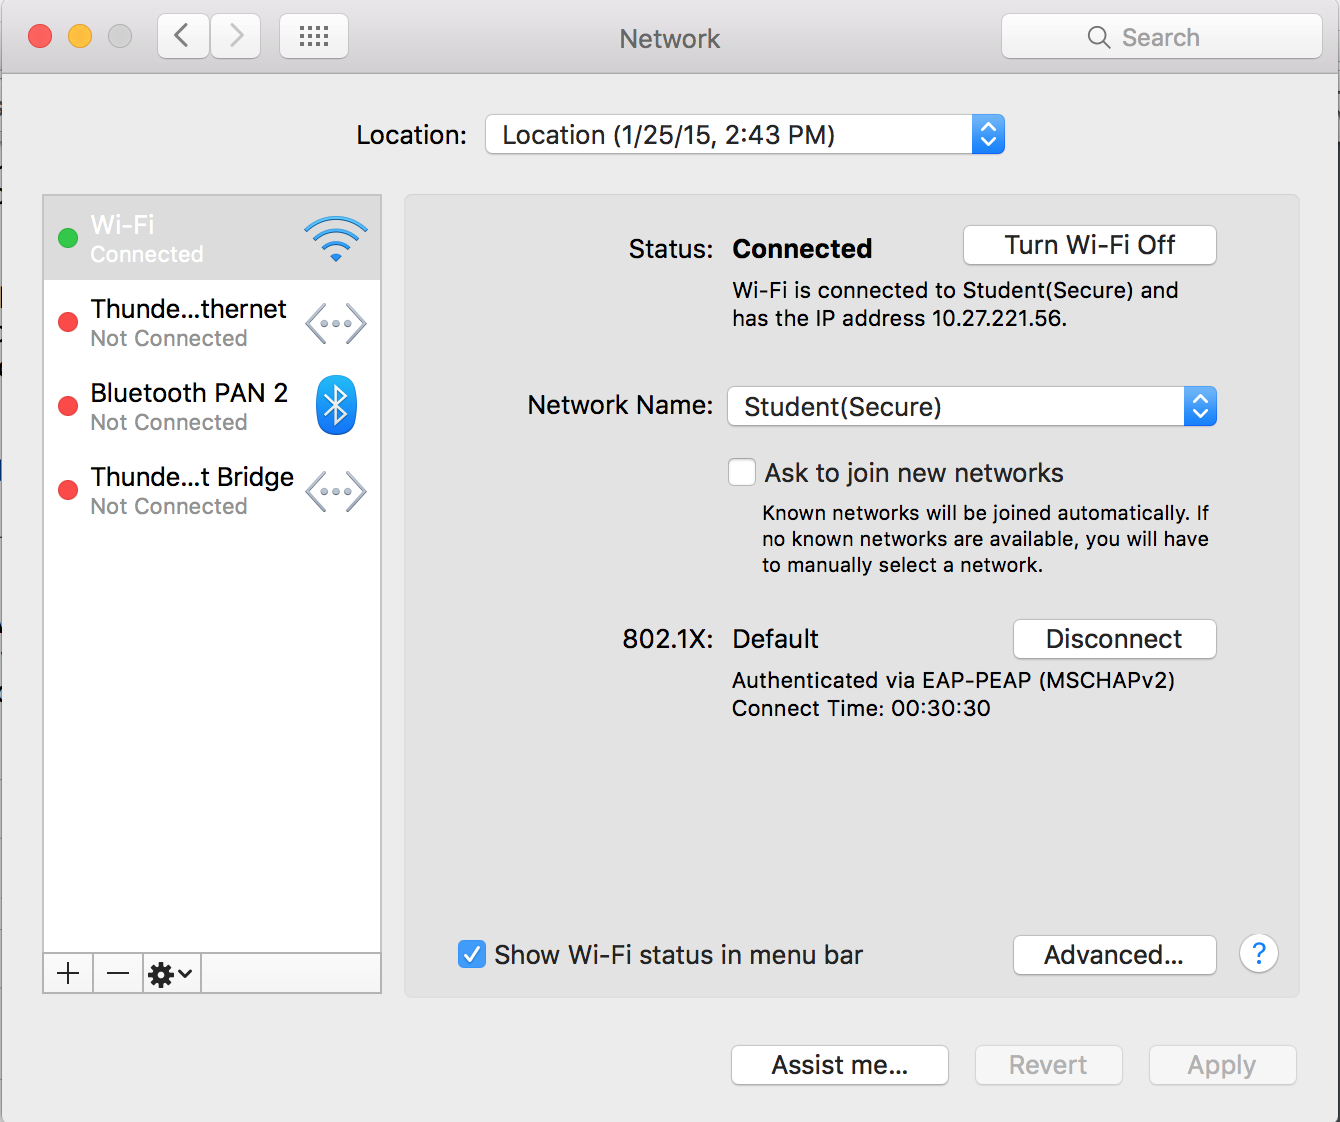 Network
Search
Location: Location (1/25/15, 2:43 PM)
Wi-Fi
Connected
Thunde...thernet
Not Connected
Bluetooth PAN 2
Not Connected
Thunde...t Bridge
Not Connected
Status: Connected
Turn Wi-Fi Off
Wi-Fi is connected to Student(Secure) and
has the IP address 10.27.221.56.
Network Name: Student(Secure)
Ask to join new networks
Known networks will be joined automatically. If
no known networks are available, you will have
to manually select a network.
802.1X: Default
Disconnect
Authenticated via EAP-PEAP (MSCHAPv2)
Connect Time: 00:30:30
Show Wi-Fi status in menu bar
Advanced...
?
Assist me...
Revert
Apply